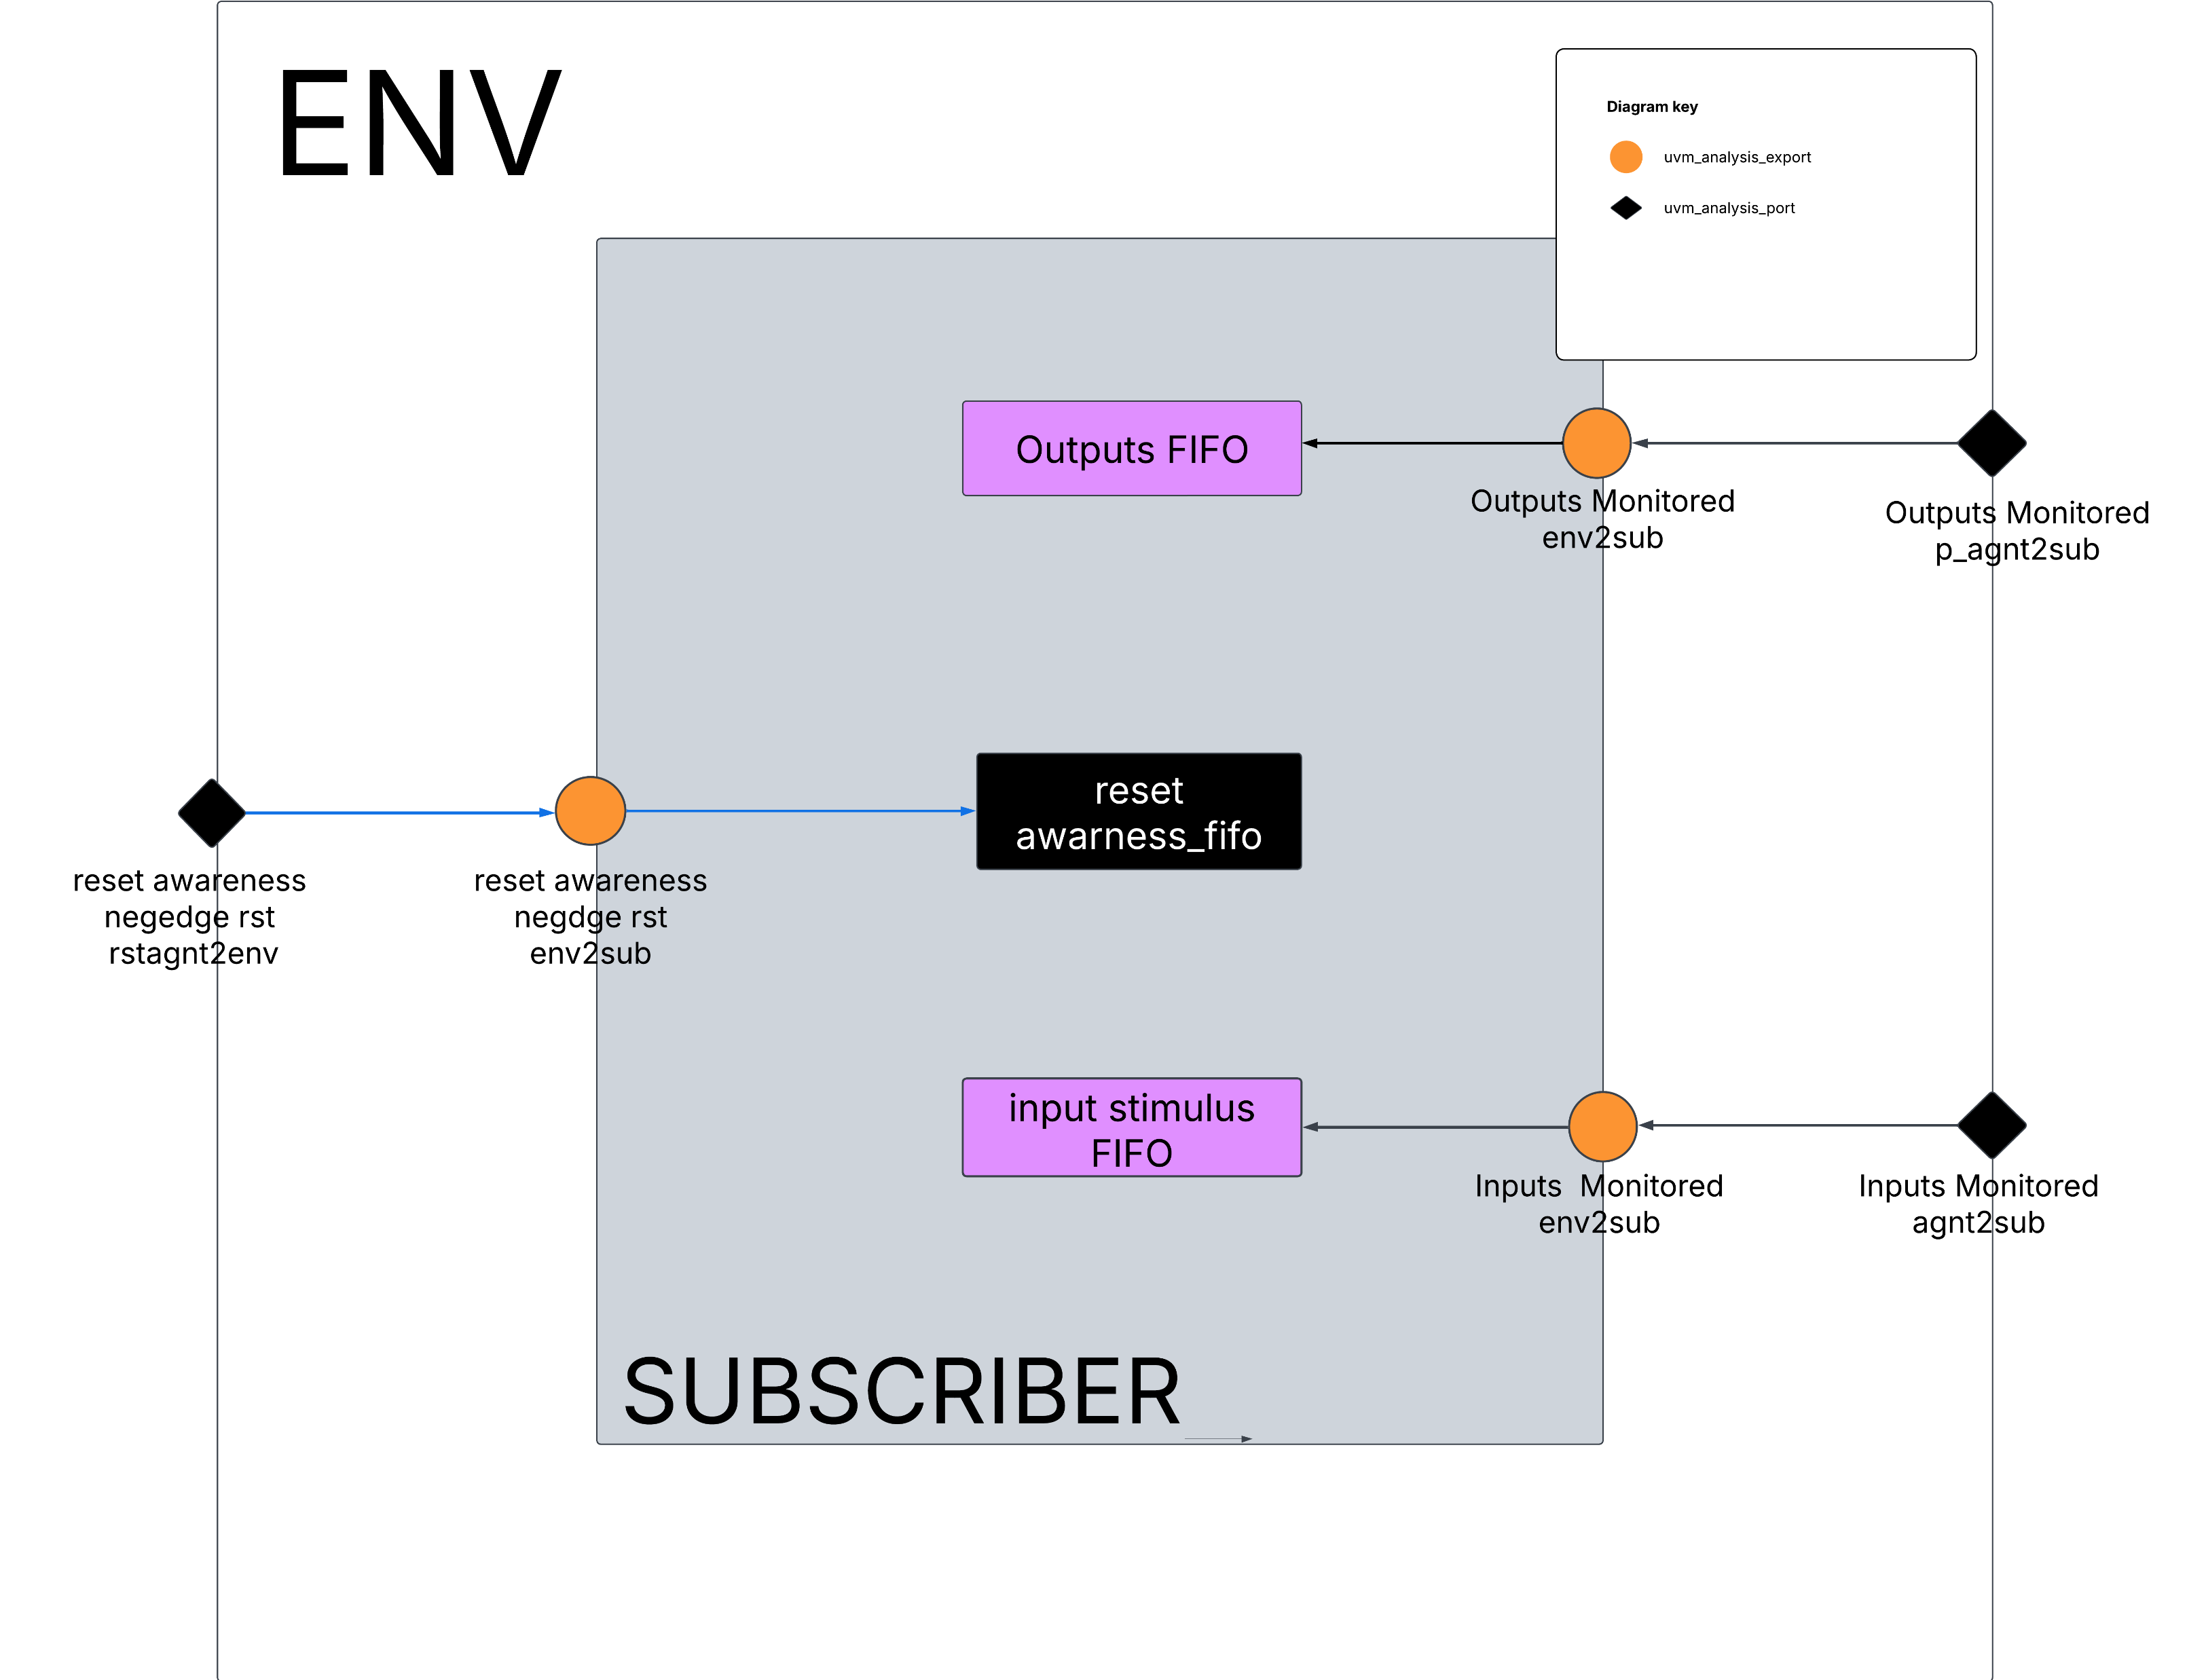 ENV
Diagram key
uvm_analysis_export
uvm_analysis_port
Outputs FIFO
Outputs Monitored
env2sub
Outputs Monitored
p_agnt2sub
reset
awarness_fifo
reset awareness
negedge rst
rstagnt2env
reset awareness
negdge rst
env2sub
input stimulus
FIFO
Inputs  Monitored
env2sub
Inputs Monitored
agnt2sub
SUBSCRIBER